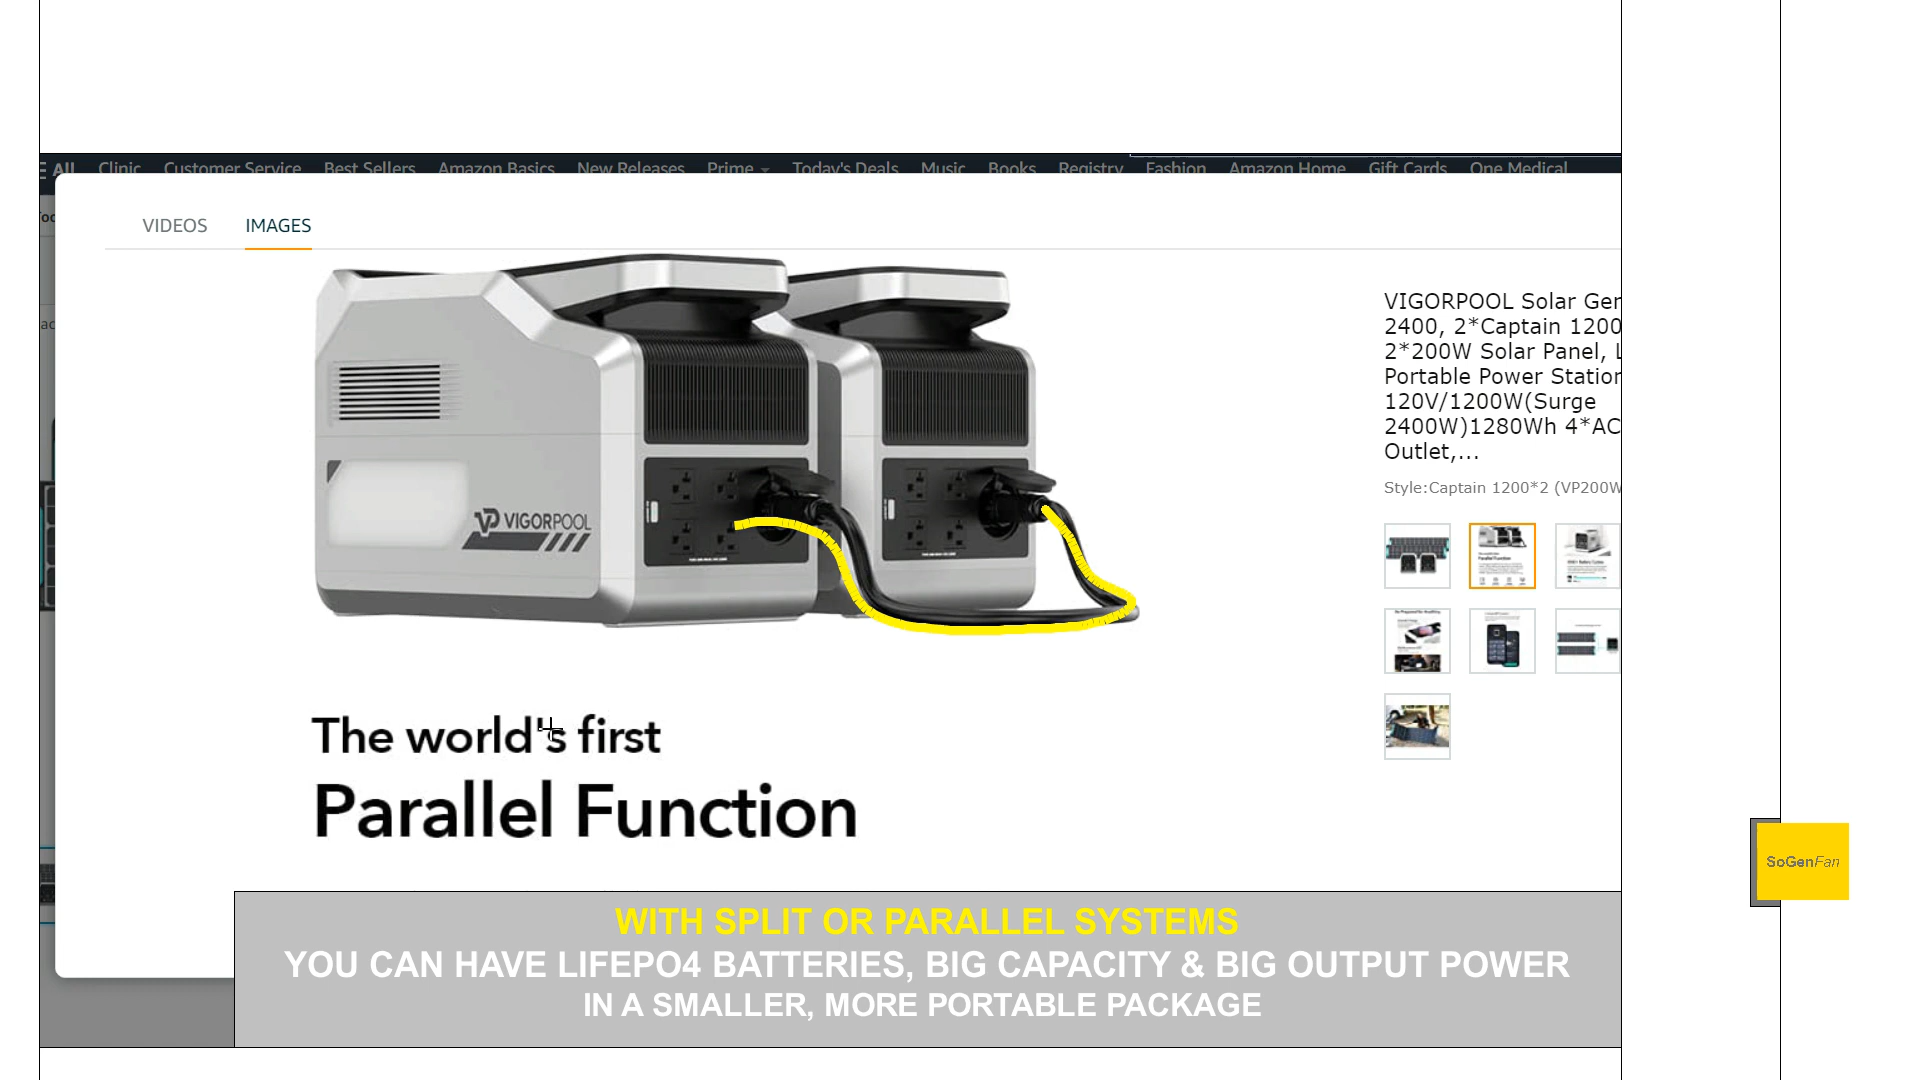 All Clinic Customer Service Best Sellers Amazon Basics New Releases Prime Today's Deals Music Books Registry Fashion Amazon Home Gift Cards One Medical
VIDEOS IMAGES
VIGORPOOL Solar Ger
2400, 2*Captain 1200
2*200W Solar Panel, L
Portable Power Station
120V/1200W(Surge
2400W)1280Wh 4*AC
Outlet,...
Style:Captain 1200*2 (VP200W
VP VIGORPOOL
The world's first
Parallel Function
SoGenFan
WITH SPLIT OR PARALLEL SYSTEMS
YOU CAN HAVE LIFEPO4 BATTERIES, BIG CAPACITY & BIG OUTPUT POWER
IN A SMALLER, MORE PORTABLE PACKAGE